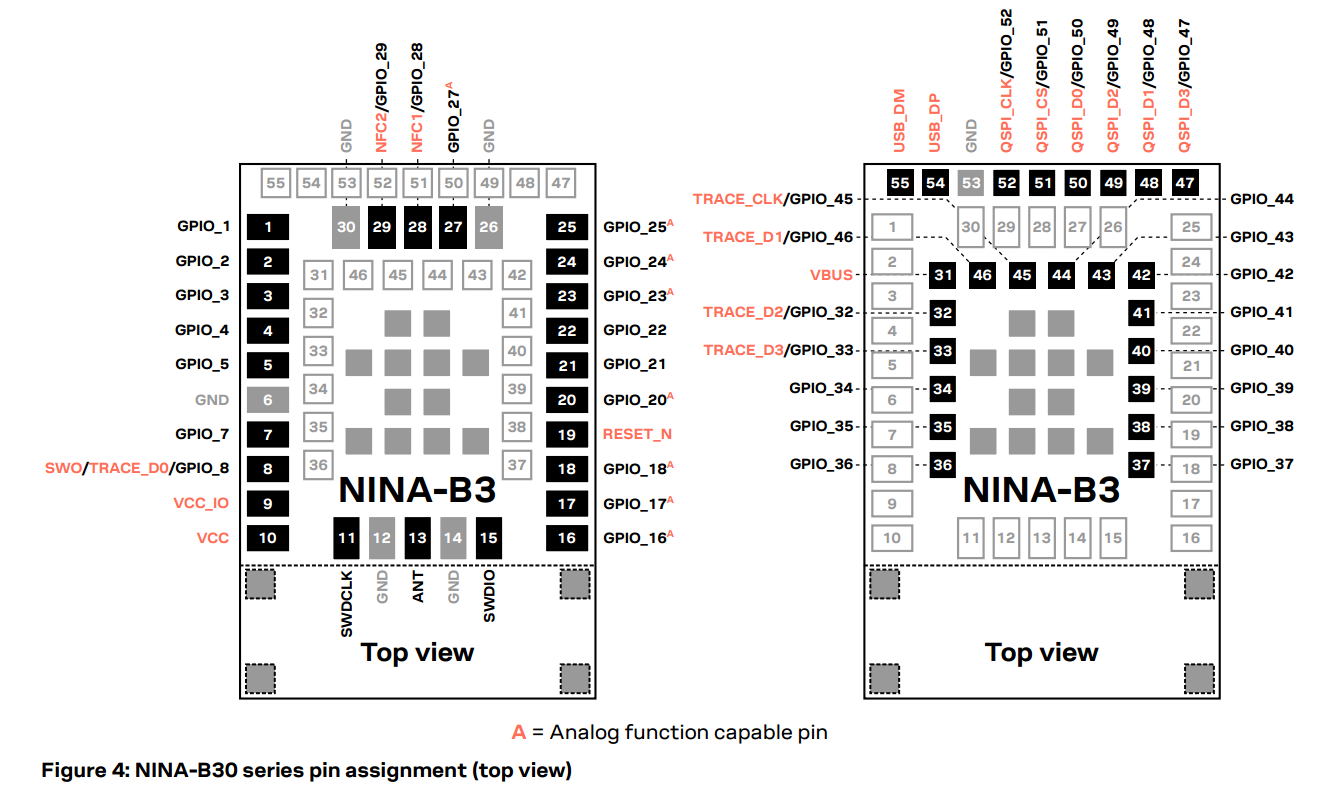 GND
NFC2/GPIO_29
NFC1/GPIO_28
GPIO_27A
GND
55 54 53 52 51 50 49 48 47
GPIO_1 1 30 29 28 27 26 25 GPIO_25A
GPIO_2 2 24 GPIO_24A
31 46 45 44 43 42
GPIO_3 3 23 GPIO_23A
32 41
GPIO_4 4 22 GPIO_22
33 40
GPIO_5 5 21 GPIO_21
34 39
GND 6 20 GPIO_20A
35 38
GPIO_7 7 19 RESET_N
36 37
SWO/TRACE_D0/GPIO_8 8 18 GPIO_18A
NINA-B3
VCC_IO 9 17 GPIO_17A
VCC 10 11 12 13 14 15 16 GPIO_16A
SWDCLK
GND
ANT
GND
SWDIO
Top view
USB_DM
USB_DP
GND
QSPI_CLK/GPIO_52
QSPI_CS/GPIO_51
QSPI_D0/GPIO_50
QSPI_D2/GPIO_49
QSPI_D1/GPIO_48
QSPI_D3/GPIO_47
55 54 53 52 51 50 49 48 47
TRACE_CLK/GPIO_45 GPIO_44
1 30 29 28 27 26 25
TRACE_D1/GPIO_46 GPIO_43
2 24
VBUS 31 46 45 44 43 42 GPIO_42
3 23
TRACE_D2/GPIO_32 32 41 GPIO_41
4 22
TRACE_D3/GPIO_33 33 40 GPIO_40
5 21
GPIO_34 34 39 GPIO_39
6 20
GPIO_35 35 38 GPIO_38
7 19
GPIO_36 36 37 GPIO_37
8 18
NINA-B3
9 17
10 11 12 13 14 15 16
Top view
A = Analog function capable pin
Figure 4: NINA-B30 series pin assignment (top view)